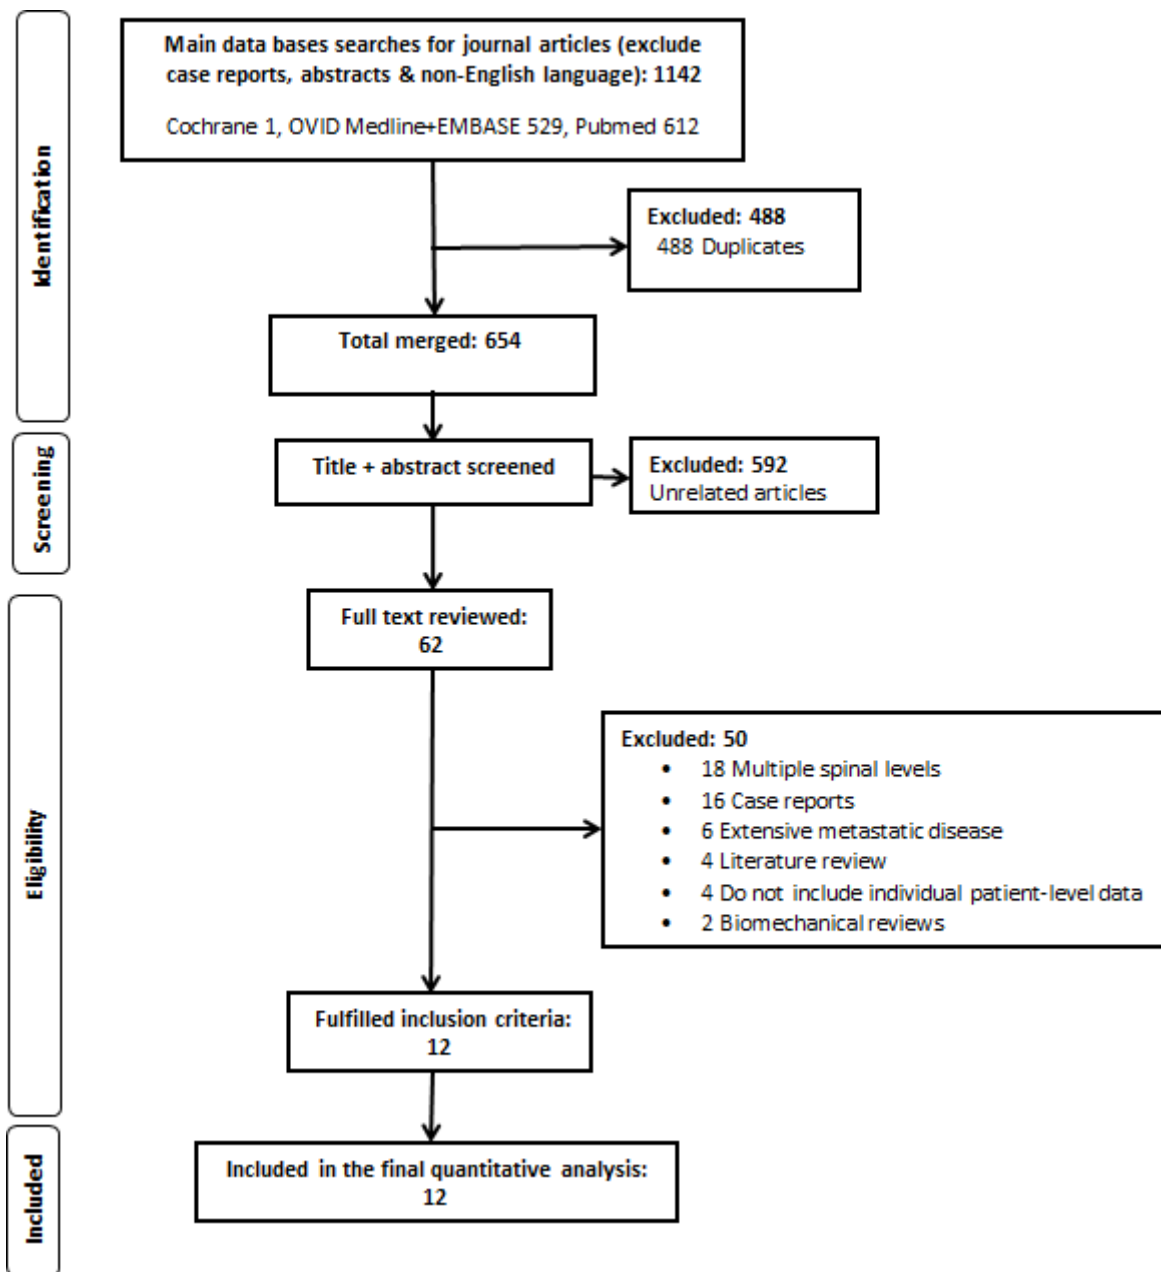 Identification
Main data bases searches for journal articles (exclude
case reports, abstracts & non-English language): 1142
Cochrane 1, OVID Medline+EMBASE 529, Pubmed 612
Excluded: 488
488 Duplicates
Total merged: 654
Screening
Title + abstract screened
Excluded: 592
Unrelated articles
Eligibility
Full text reviewed:
62
Excluded: 50
• 18 Multiple spinal levels
• 16 Case reports
• 6 Extensive metastatic disease
• 4 Literature review
• 4 Do not include individual patient-level data
• 2 Biomechanical reviews
Fulfilled inclusion criteria:
12
Included
Included in the final quantitative analysis:
12